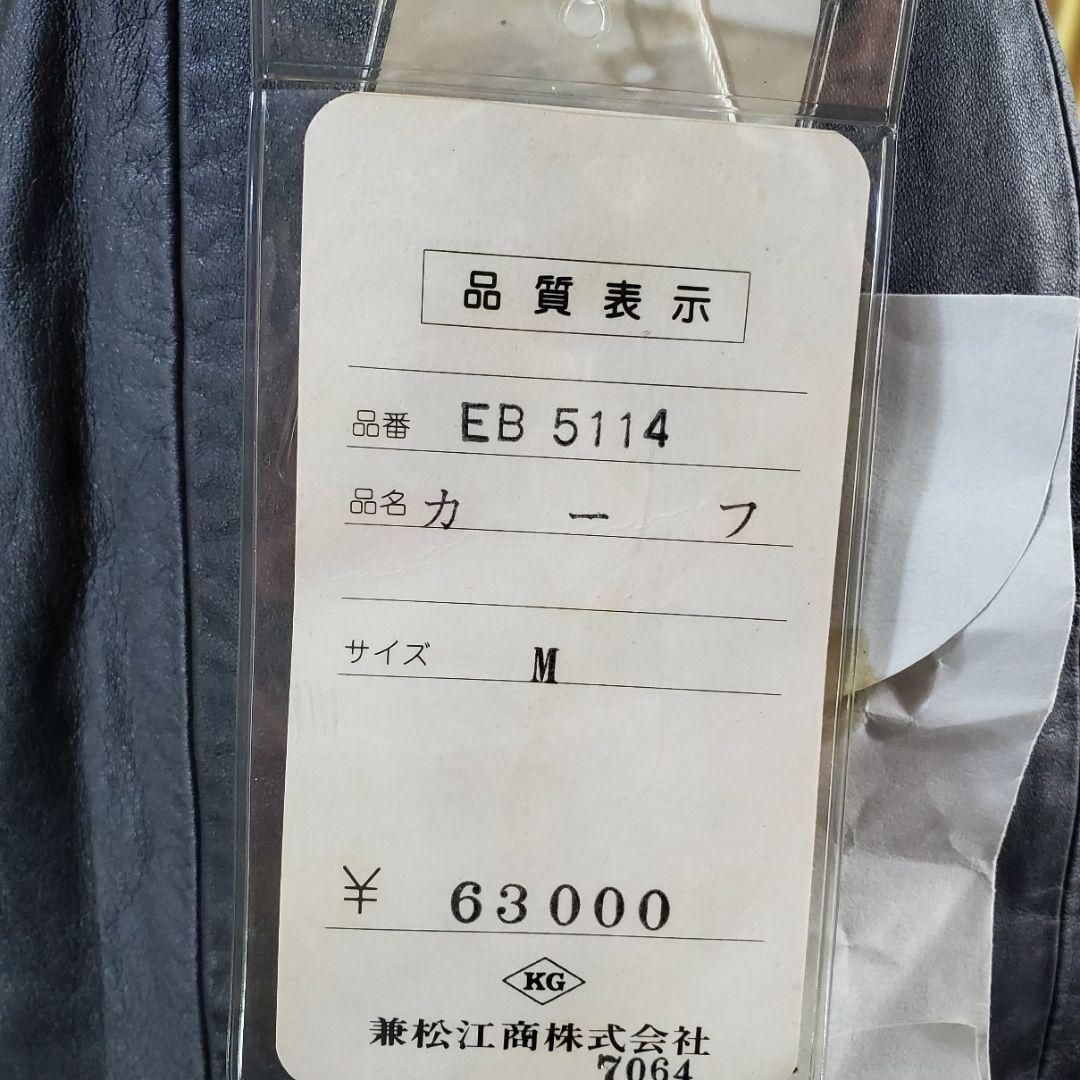 品質表示
品番 EB 5114
品名 カーフ
サイズ M
¥ 63000
KG
兼松江商株式会社
7064